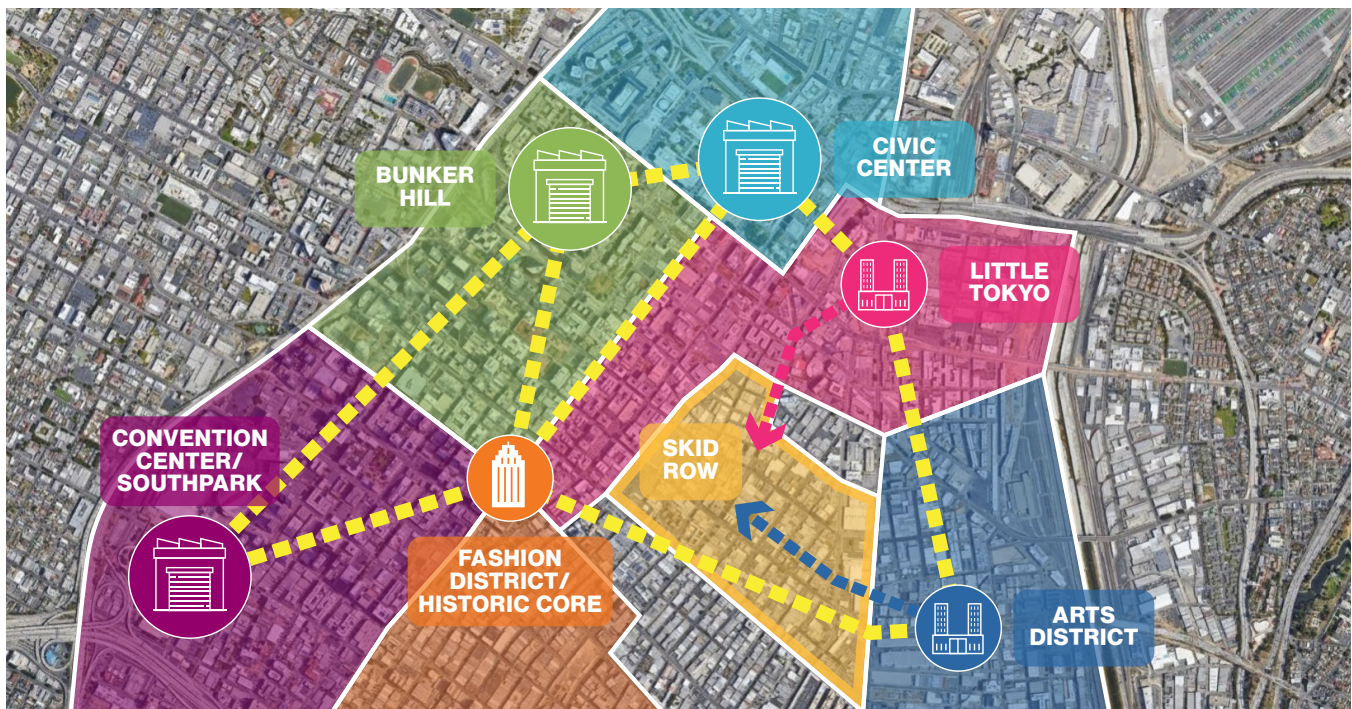 BUNKER
HILL
CIVIC
CENTER
LITTLE
TOKYO
CONVENTION
CENTER/
SOUTHPARK
SKID
ROW
FASHION
DISTRICT/
HISTORIC CORE
ARTS
DISTRICT